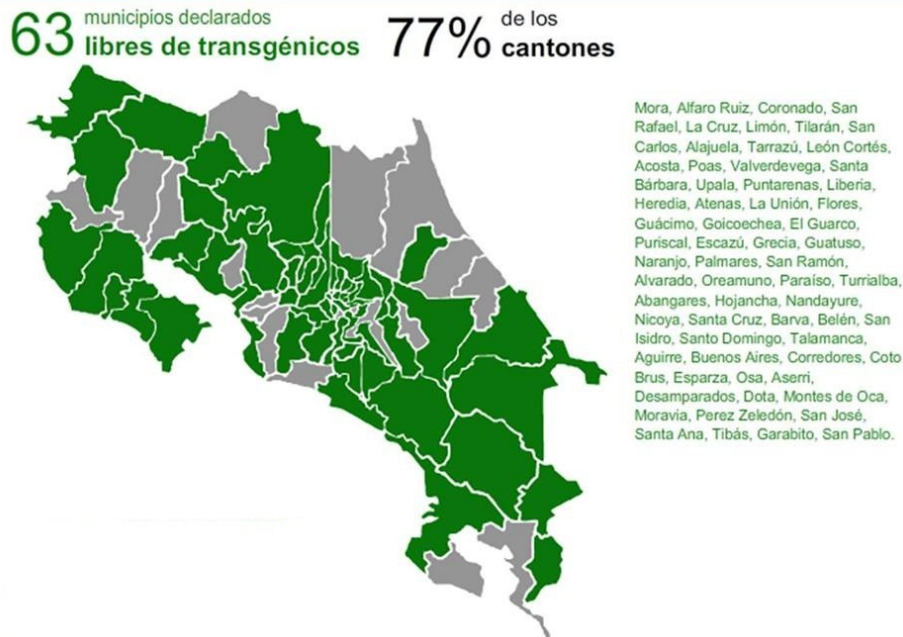 63 municipios declarados
libres de transgénicos
77% de los
cantones
Mora, Alfaro Ruiz, Coronado, San
Rafael, La Cruz, Limón, Tilarán, San
Carlos, Alajuela, Tarrazú, León Cortés,
Acosta, Poas, Valverdevega, Santa
Bárbara, Upala, Puntarenas, Liberia,
Heredia, Atenas, La Unión, Flores,
Guácimo, Goicoechea, El Guarco,
Puriscal, Escazú, Grecia, Guatuso,
Naranjo, Palmares, San Ramón,
Alvarado, Oreamuno, Paraíso, Turrialba,
Abangares, Hojancha, Nandayure,
Nicoya, Santa Cruz, Barva, Belén, San
Isidro, Santo Domingo, Talamanca,
Aguirre, Buenos Aires, Corredores, Coto
Brus, Esparza, Osa, Aserri,
Desamparados, Dota, Montes de Oca,
Moravia, Perez Zeledón, San José,
Santa Ana, Tibás, Garabito, San Pablo.